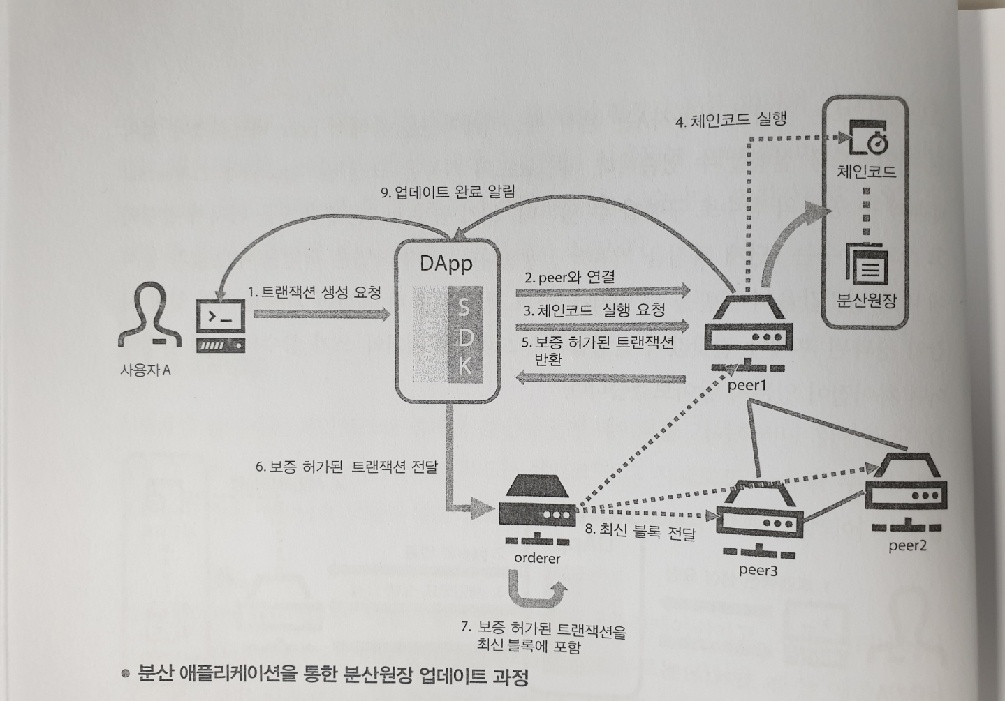 4. 체인코드 실행
체인코드
분산원장
9. 업데이트 완료 알림
DApp
SDK
1. 트랜잭션 생성 요청
2. peer와 연결
3. 체인코드 실행 요청
5. 보증 허가된 트랜잭션
반환
사용자 A
peer1
6. 보증 허가된 트랜잭션 전달
8. 최신 블록 전달
orderer
peer3
peer2
7. 보증 허가된 트랜잭션을
최신 블록에 포함
• 분산 애플리케이션을 통한 분산원장 업데이트 과정